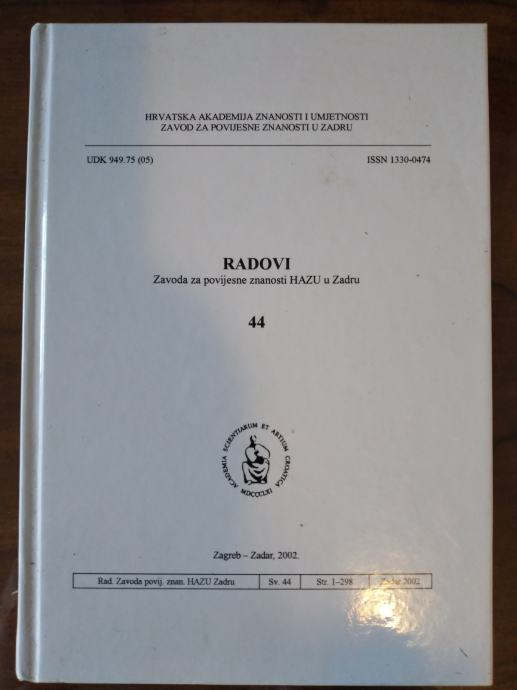 HRVATSKA AKADEMIJA ZNANOSTI I UMJETNOSTI
ZAVOD ZA POVIJESNE ZNANOSTI U ZADRU
UDK 949.75 (05) ISSN 1330-0474
RADOVI
Zavoda za povijesne znanosti HAZU u Zadru
44
ACADEMIA SCIENTIARUM ET ARTIUM CROATICA
MDCCCLXI
Zagreb – Zadar, 2002.
Rad. Zavoda povij. znan. HAZU Zadru Sv. 44 Str. 1–298 Zadar 2002.